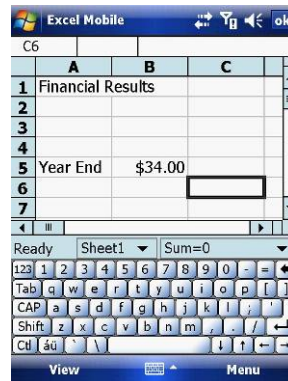 Excel Mobile ok
C6
A B C
1 Financial Results
2
3
4
5 Year End $34.00
6
7
Ready Sheet1 Sum=0
123 1 2 3 4 5 6 7 8 9 0 - =
Tab q w e r t y u i o p [ ]
CAP a s d f g h j k l ; '
Shift z x c v b n m , . /
Ctl áü ` \
View Menu